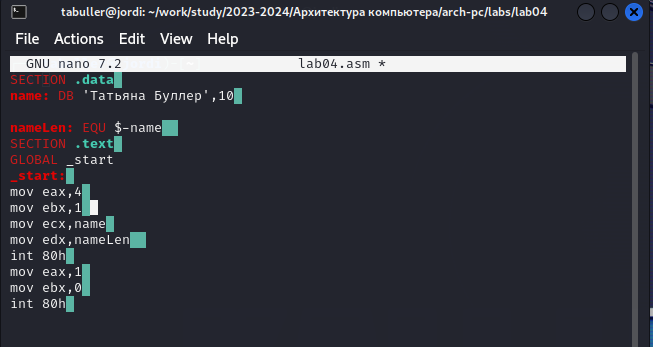 tabuller@jordi: ~/work/study/2023-2024/Архитектура компьютера/arch-pc/labs/lab04
File Actions Edit View Help
GNU nano 7.2 lab04.asm *
SECTION .data
name: DB 'Татьяна Буллер',10
nameLen: EQU $-name
SECTION .text
GLOBAL _start
_start:
mov eax,4
mov ebx,1
mov ecx,name
mov edx,nameLen
int 80h
mov eax,1
mov ebx,0
int 80h